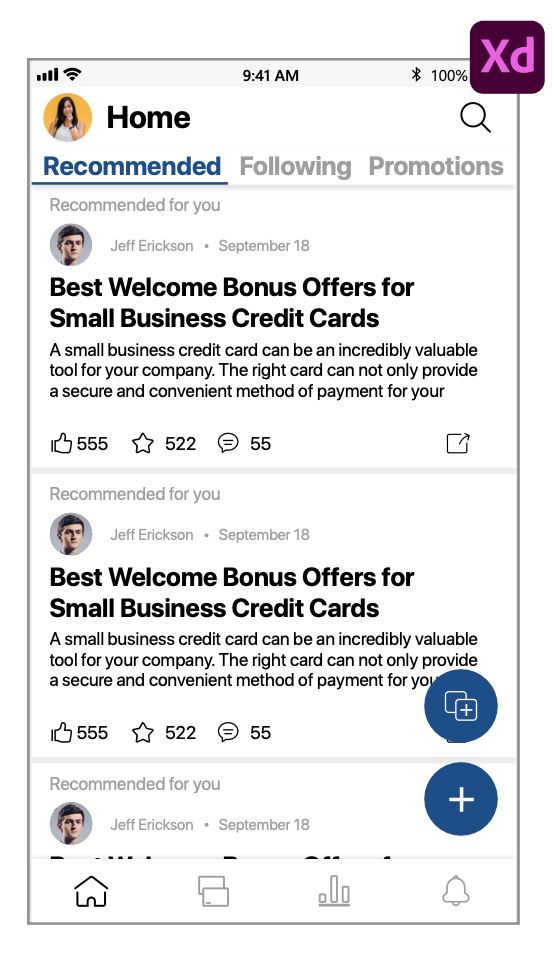 Xd
9:41 AM
100%
Home
Recommended Following Promotions
Recommended for you
Jeff Erickson • September 18
Best Welcome Bonus Offers for
Small Business Credit Cards
A small business credit card can be an incredibly valuable
tool for your company. The right card can not only provide
a secure and convenient method of payment for your
555 522 55
Recommended for you
Jeff Erickson • September 18
Best Welcome Bonus Offers for
Small Business Credit Cards
A small business credit card can be an incredibly valuable
tool for your company. The right card can not only provide
a secure and convenient method of payment for you
555 522 55
Recommended for you
Jeff Erickson • September 18